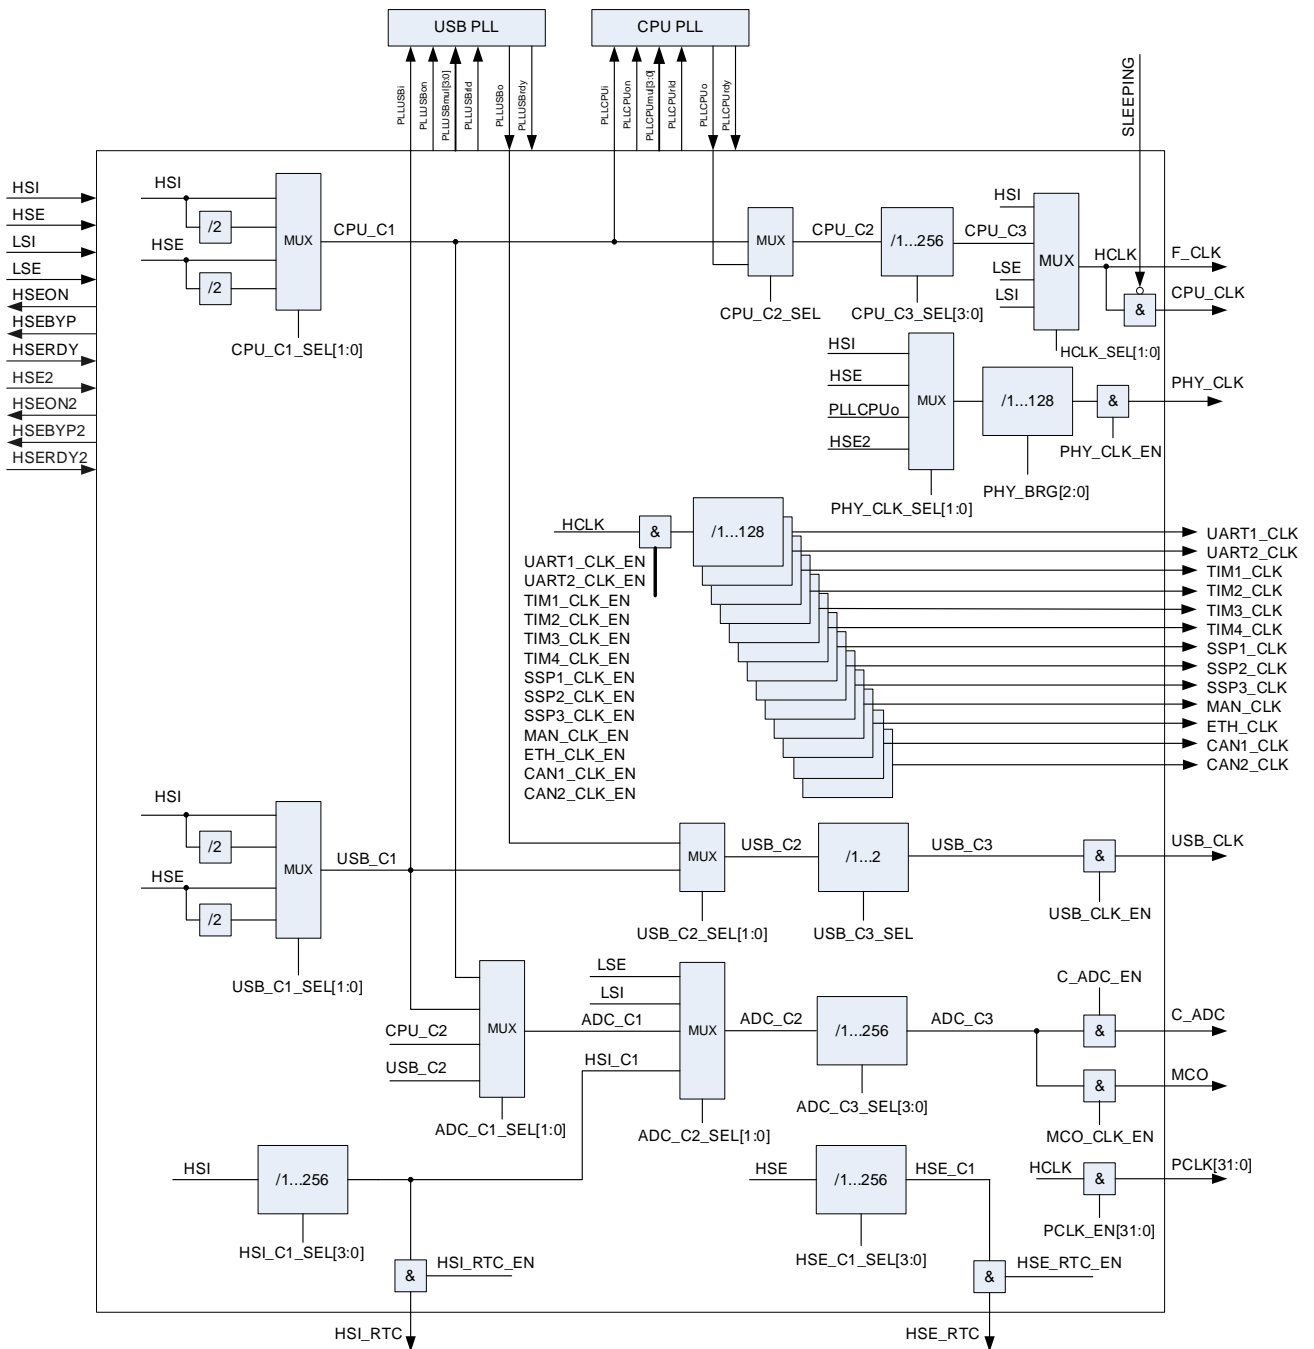 USB PLL
CPU PLL
PLLUSBi
PLLUSBon
PLLUSBmul[3:0]
PLLUSBrld
PLLUSBo
PLLUSBrdy
PLLCPUi
PLLCPUon
PLLCPUmul[3:0]
PLLCPUrld
PLLCPUo
PLLCPUrdy
SLEEPING
HSI
HSE
LSI
LSE
HSEON
HSEBYP
HSERDY
HSE2
HSEON2
HSEBYP2
HSERDY2
HSI
/2
HSE
/2
MUX
CPU_C1
CPU_C1_SEL[1:0]
MUX
CPU_C2
CPU_C2_SEL
/1...256
CPU_C3
CPU_C3_SEL[3:0]
HSI
LSE
LSI
MUX
HCLK
HCLK_SEL[1:0]
&
F_CLK
CPU_CLK
HSI
HSE
PLLCPUo
HSE2
MUX
PHY_CLK_SEL[1:0]
/1...128
PHY_BRG[2:0]
&
PHY_CLK_EN
PHY_CLK
HCLK
&
/1...128
UART1_CLK_EN
UART2_CLK_EN
TIM1_CLK_EN
TIM2_CLK_EN
TIM3_CLK_EN
TIM4_CLK_EN
SSP1_CLK_EN
SSP2_CLK_EN
SSP3_CLK_EN
MAN_CLK_EN
ETH_CLK_EN
CAN1_CLK_EN
CAN2_CLK_EN
UART1_CLK
UART2_CLK
TIM1_CLK
TIM2_CLK
TIM3_CLK
TIM4_CLK
SSP1_CLK
SSP2_CLK
SSP3_CLK
MAN_CLK
ETH_CLK
CAN1_CLK
CAN2_CLK
HSI
/2
HSE
/2
MUX
USB_C1
USB_C1_SEL[1:0]
MUX
USB_C2
USB_C2_SEL[1:0]
/1...2
USB_C3
USB_C3_SEL
&
USB_CLK_EN
USB_CLK
CPU_C2
USB_C2
MUX
ADC_C1
ADC_C1_SEL[1:0]
LSE
LSI
HSI_C1
MUX
ADC_C2
ADC_C2_SEL[1:0]
/1...256
ADC_C3
ADC_C3_SEL[3:0]
C_ADC_EN
&
C_ADC
&
MCO
MCO_CLK_EN
HSI
/1...256
HSI_C1_SEL[3:0]
&
HSI_RTC_EN
HSI_RTC
HSE
/1...256
HSE_C1
HSE_C1_SEL[3:0]
&
HSE_RTC_EN
HSE_RTC
HCLK
&
PCLK[31:0]
PCLK_EN[31:0]